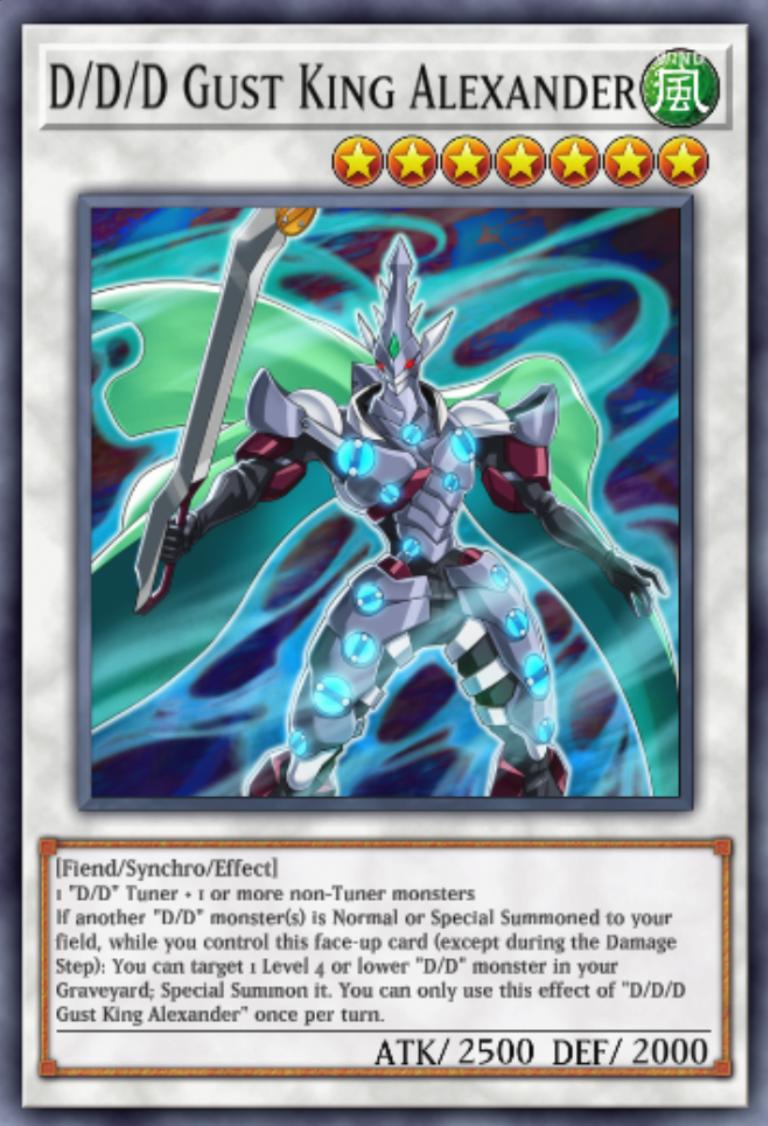 D/D/D Gust King Alexander
WIND
風
[Fiend/Synchro/Effect]
1 "D/D" Tuner + 1 or more non-Tuner monsters
If another "D/D" monster(s) is Normal or Special Summoned to your
field, while you control this face-up card (except during the Damage
Step): You can target 1 Level 4 or lower "D/D" monster in your
Graveyard; Special Summon it. You can only use this effect of "D/D/D
Gust King Alexander" once per turn.
ATK/ 2500 DEF/ 2000